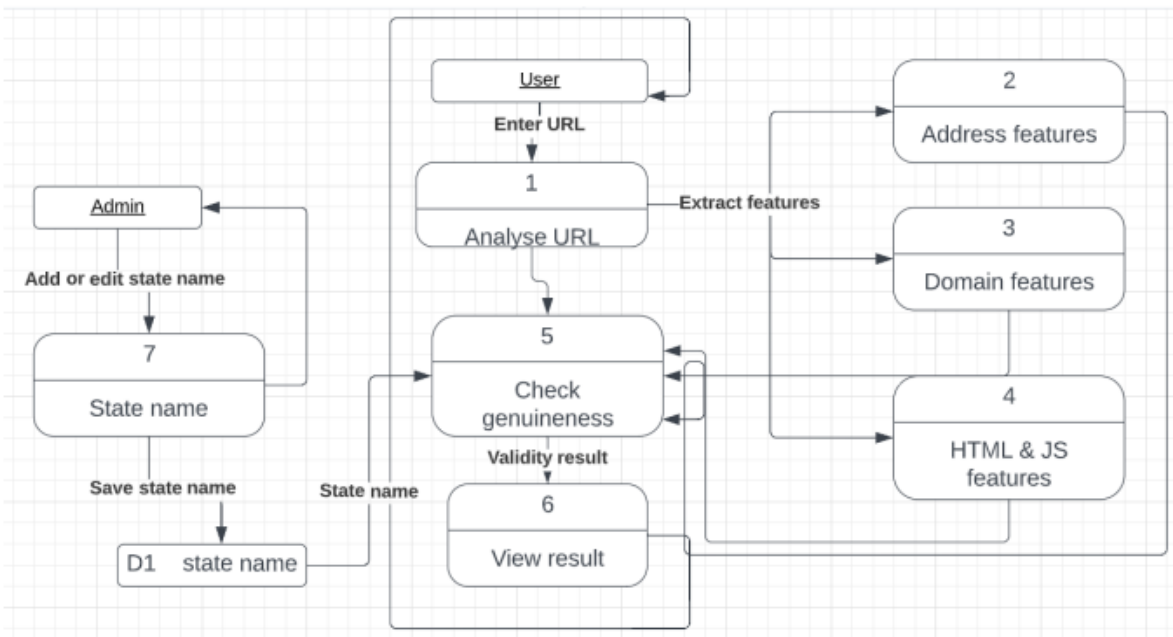 User
Enter URL
1
Analyse URL
Extract features
2
Address features
3
Domain features
4
HTML & JS
features
Admin
Add or edit state name
7
State name
Save state name
D1 state name
State name
5
Check
genuineness
Validity result
6
View result